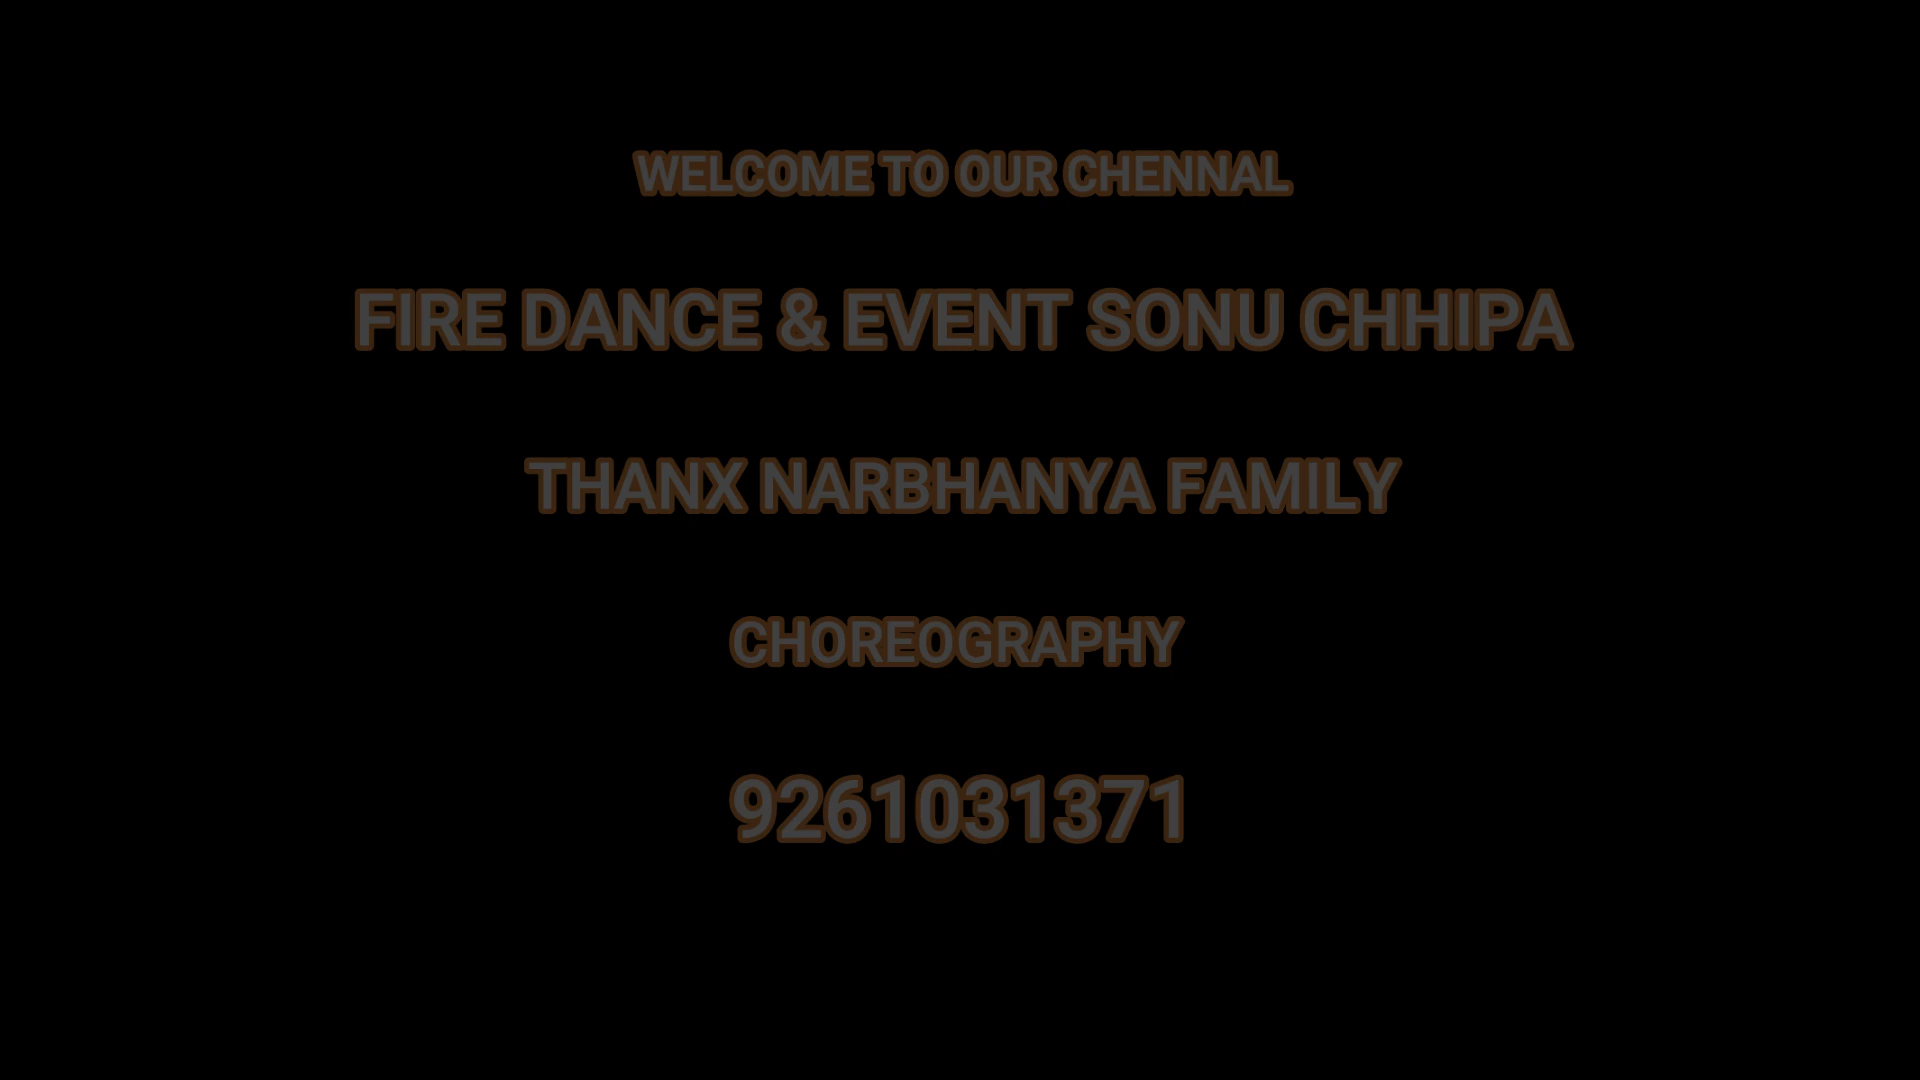 WELCOME TO OUR CHENNAL
FIRE DANCE & EVENT SONU CHHIPA
THANX NARBHANYA FAMILY
CHOREOGRAPHY
9261031371